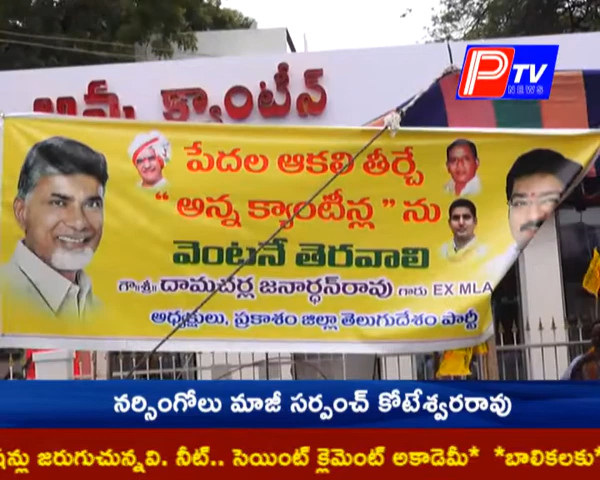 PTV
NEWS
అన్న క్యాంటీన్
పేదల ఆకలి తీర్చే
“ అన్న క్యాంటీన్ల ” ను
వెంటనే తెరవాలి
గౌ॥శ్రీ॥ దామచర్ల జనార్ధన్‌రావు గారు EX MLA
అధ్యక్షులు, ప్రకాశం జిల్లా తెలుగుదేశం పార్టీ
నర్సింగోలు మాజీ సర్పంచ్ కోటేశ్వరరావు
జరుగుచున్నవి. నీట్.. సెయింట్ క్లెమెంట్ అకాడెమీ* *బాలికలకు*